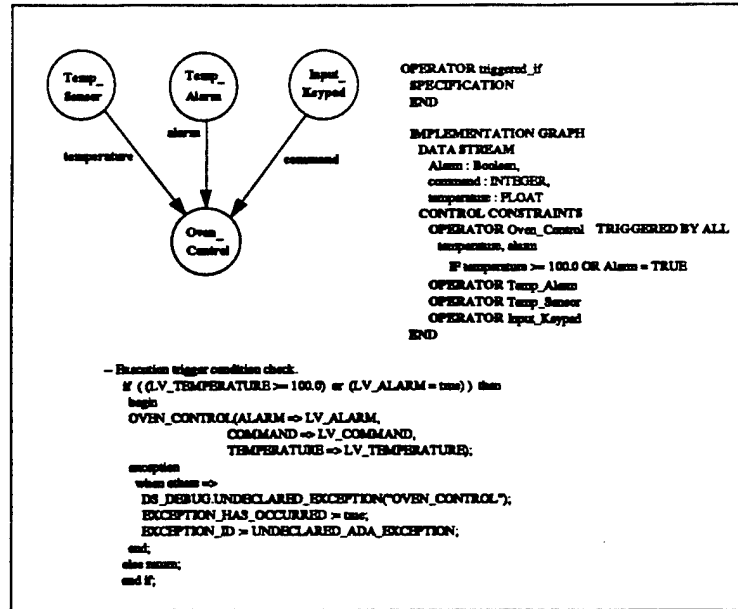 Temp_
Sensor
Temp_
Alarm
Input_
Keypad
temperature
alarm
command
Oven_
Control
OPERATOR triggered_if
SPECIFICATION
END
IMPLEMENTATION GRAPH
DATA STREAM
Alarm : Boolean,
command : INTEGER,
temperature : FLOAT
CONTROL CONSTRAINTS
OPERATOR Oven_Control TRIGGERED BY ALL
temperature, alarm
IF temperature >= 100.0 OR Alarm = TRUE
OPERATOR Temp_Alarm
OPERATOR Temp_Sensor
OPERATOR Input_Keypad
END
-- Execution trigger condition check.
if ( (LV_TEMPERATURE >= 100.0) or (LV_ALARM = true) ) then
begin
OVEN_CONTROL(ALARM => LV_ALARM,
COMMAND => LV_COMMAND,
TEMPERATURE => LV_TEMPERATURE);
exception
when others =>
DS_DEBUG.UNDECLARED_EXCEPTION("OVEN_CONTROL");
EXCEPTION_HAS_OCCURRED := true;
EXCEPTION_ID := UNDECLARED_ADA_EXCEPTION;
end;
else return;
end if;